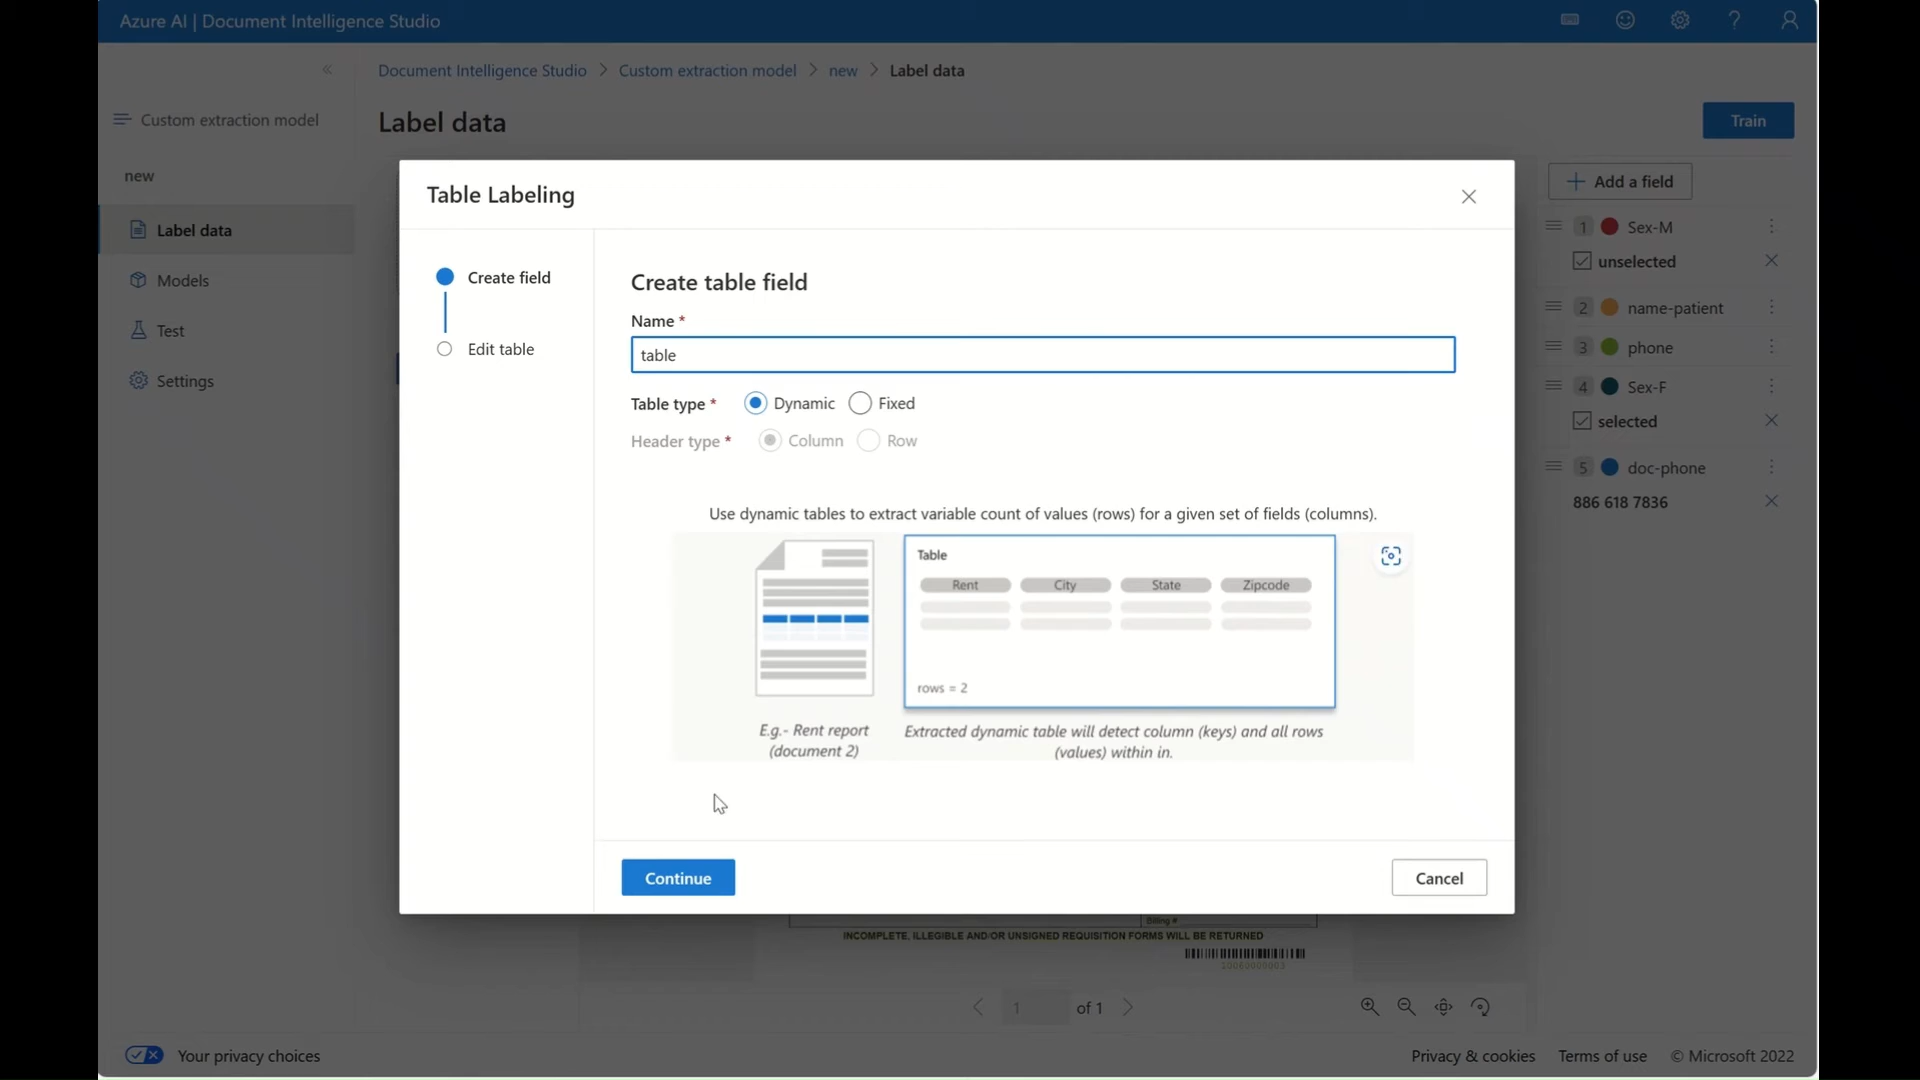 Azure AI | Document Intelligence Studio
Document Intelligence Studio > Custom extraction model > new > Label data
Custom extraction model
Label data
Train
new
Label data
Models
Test
Settings
Table Labeling
Create field
Edit table
Create table field
Name *
table
Table type * Dynamic Fixed
Header type * Column Row
Use dynamic tables to extract variable count of values (rows) for a given set of fields (columns).
Table
Rent City State Zipcode
rows = 2
E.g.- Rent report
(document 2)
Extracted dynamic table will detect column (keys) and all rows
(values) within in.
Continue
Cancel
Add a field
1 Sex-M
unselected
2 name-patient
3 phone
4 Sex-F
selected
5 doc-phone
886 618 7836
Billing #
INCOMPLETE, ILLEGIBLE AND/OR UNSIGNED REQUISITION FORMS WILL BE RETURNED
1 of 1
Your privacy choices
Privacy & cookies Terms of use © Microsoft 2022